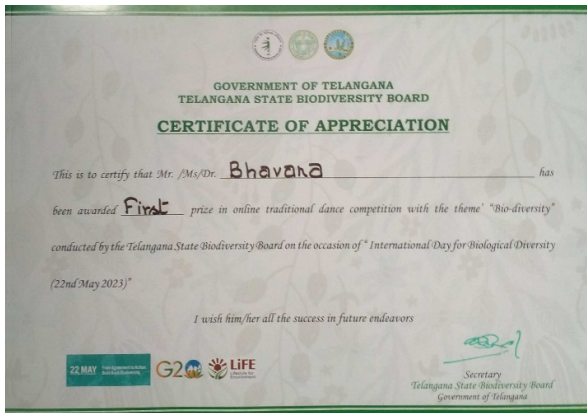 GOVERNMENT OF TELANGANA
TELANGANA STATE BIODIVERSITY BOARD
CERTIFICATE OF APPRECIATION
This is to certify that Mr. /Ms/Dr. Bhavana has
been awarded First prize in online traditional dance competition with the theme' "Bio-diversity"
conducted by the Telangana State Biodiversity Board on the occasion of " International Day for Biological Diversity
(22nd May 2023)"
I wish him/her all the success in future endeavors
22 MAY
G20
LiFE
Lifestyle for
Environment
Secretary
Telangana State Biodiversity Board
Government of Telangana